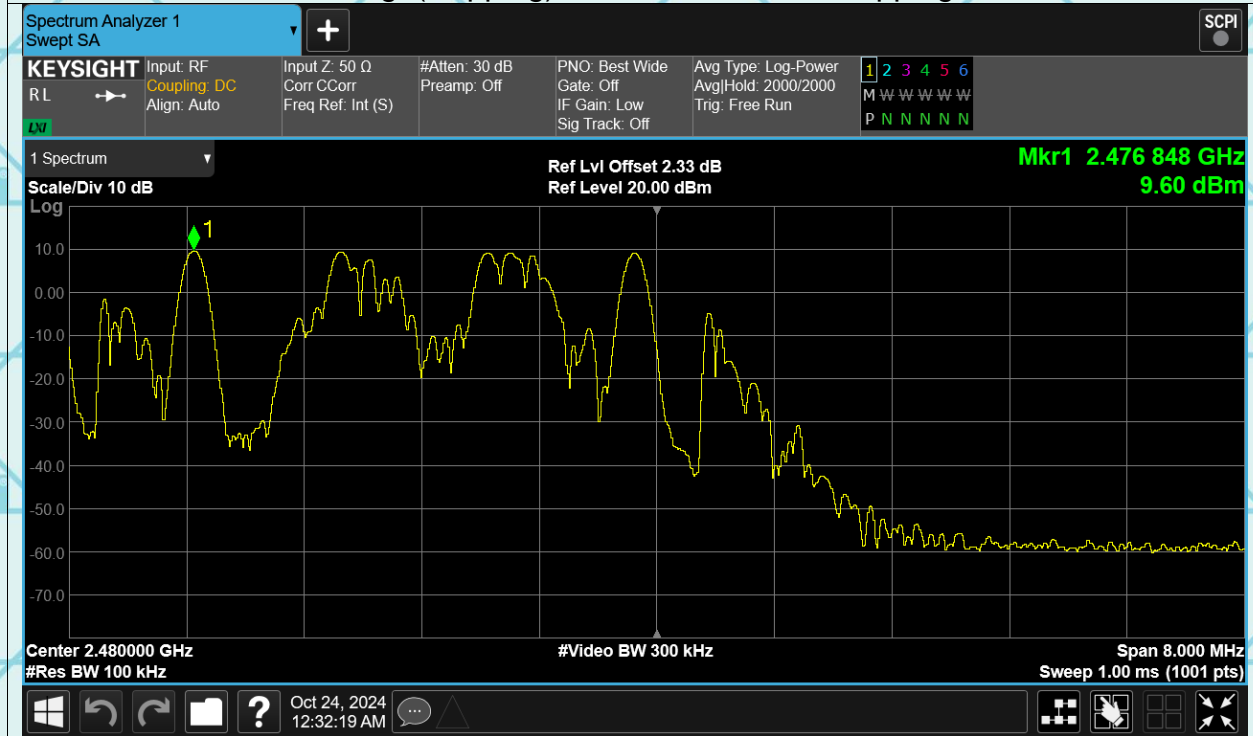 Spectrum Analyzer 1
Swept SA
SCPI
KEYSIGHT
R L
LXI
Input: RF
Coupling: DC
Align: Auto
Input Z: 50 Ω
Corr CCorr
Freq Ref: Int (S)
#Atten: 30 dB
Preamp: Off
PNO: Best Wide
Gate: Off
IF Gain: Low
Sig Track: Off
Avg Type: Log-Power
Avg|Hold: 2000/2000
Trig: Free Run
1 2 3 4 5 6
M W W W W W
P N N N N N
1 Spectrum
Scale/Div 10 dB
Log
Ref Lvl Offset 2.33 dB
Ref Level 20.00 dBm
Mkr1 2.476 848 GHz
9.60 dBm
1
10.0
0.00
-10.0
-20.0
-30.0
-40.0
-50.0
-60.0
-70.0
Center 2.480000 GHz
#Res BW 100 kHz
#Video BW 300 kHz
Span 8.000 MHz
Sweep 1.00 ms (1001 pts)
Oct 24, 2024
12:32:19 AM